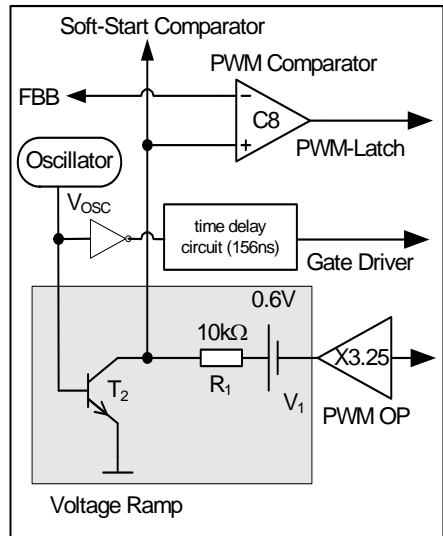 Soft-Start Comparator
PWM Comparator
FBB
−
C8
+
PWM-Latch
Oscillator
VOSC
time delay
circuit (156ns)
Gate Driver
0.6V
10kΩ
X3.25
T2
R1
V1
PWM OP
Voltage Ramp